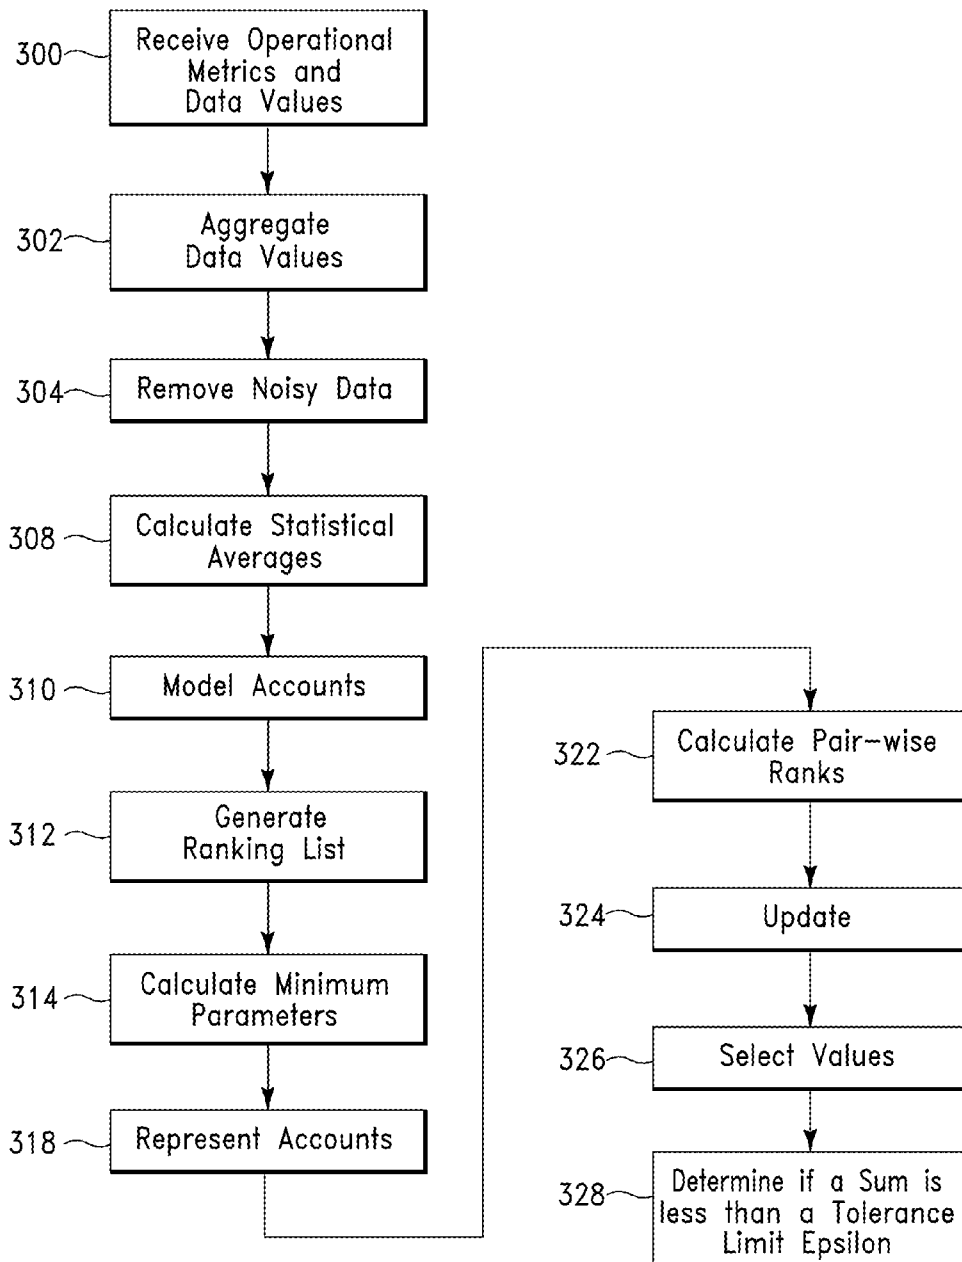 300
Receive Operational
Metrics and
Data Values
302
Aggregate
Data Values
304
Remove Noisy Data
308
Calculate Statistical
Averages
310
Model Accounts
312
Generate
Ranking List
314
Calculate Minimum
Parameters
318
Represent Accounts
322
Calculate Pair-wise
Ranks
324
Update
326
Select Values
328
Determine if a Sum is
less than a Tolerance
Limit Epsilon